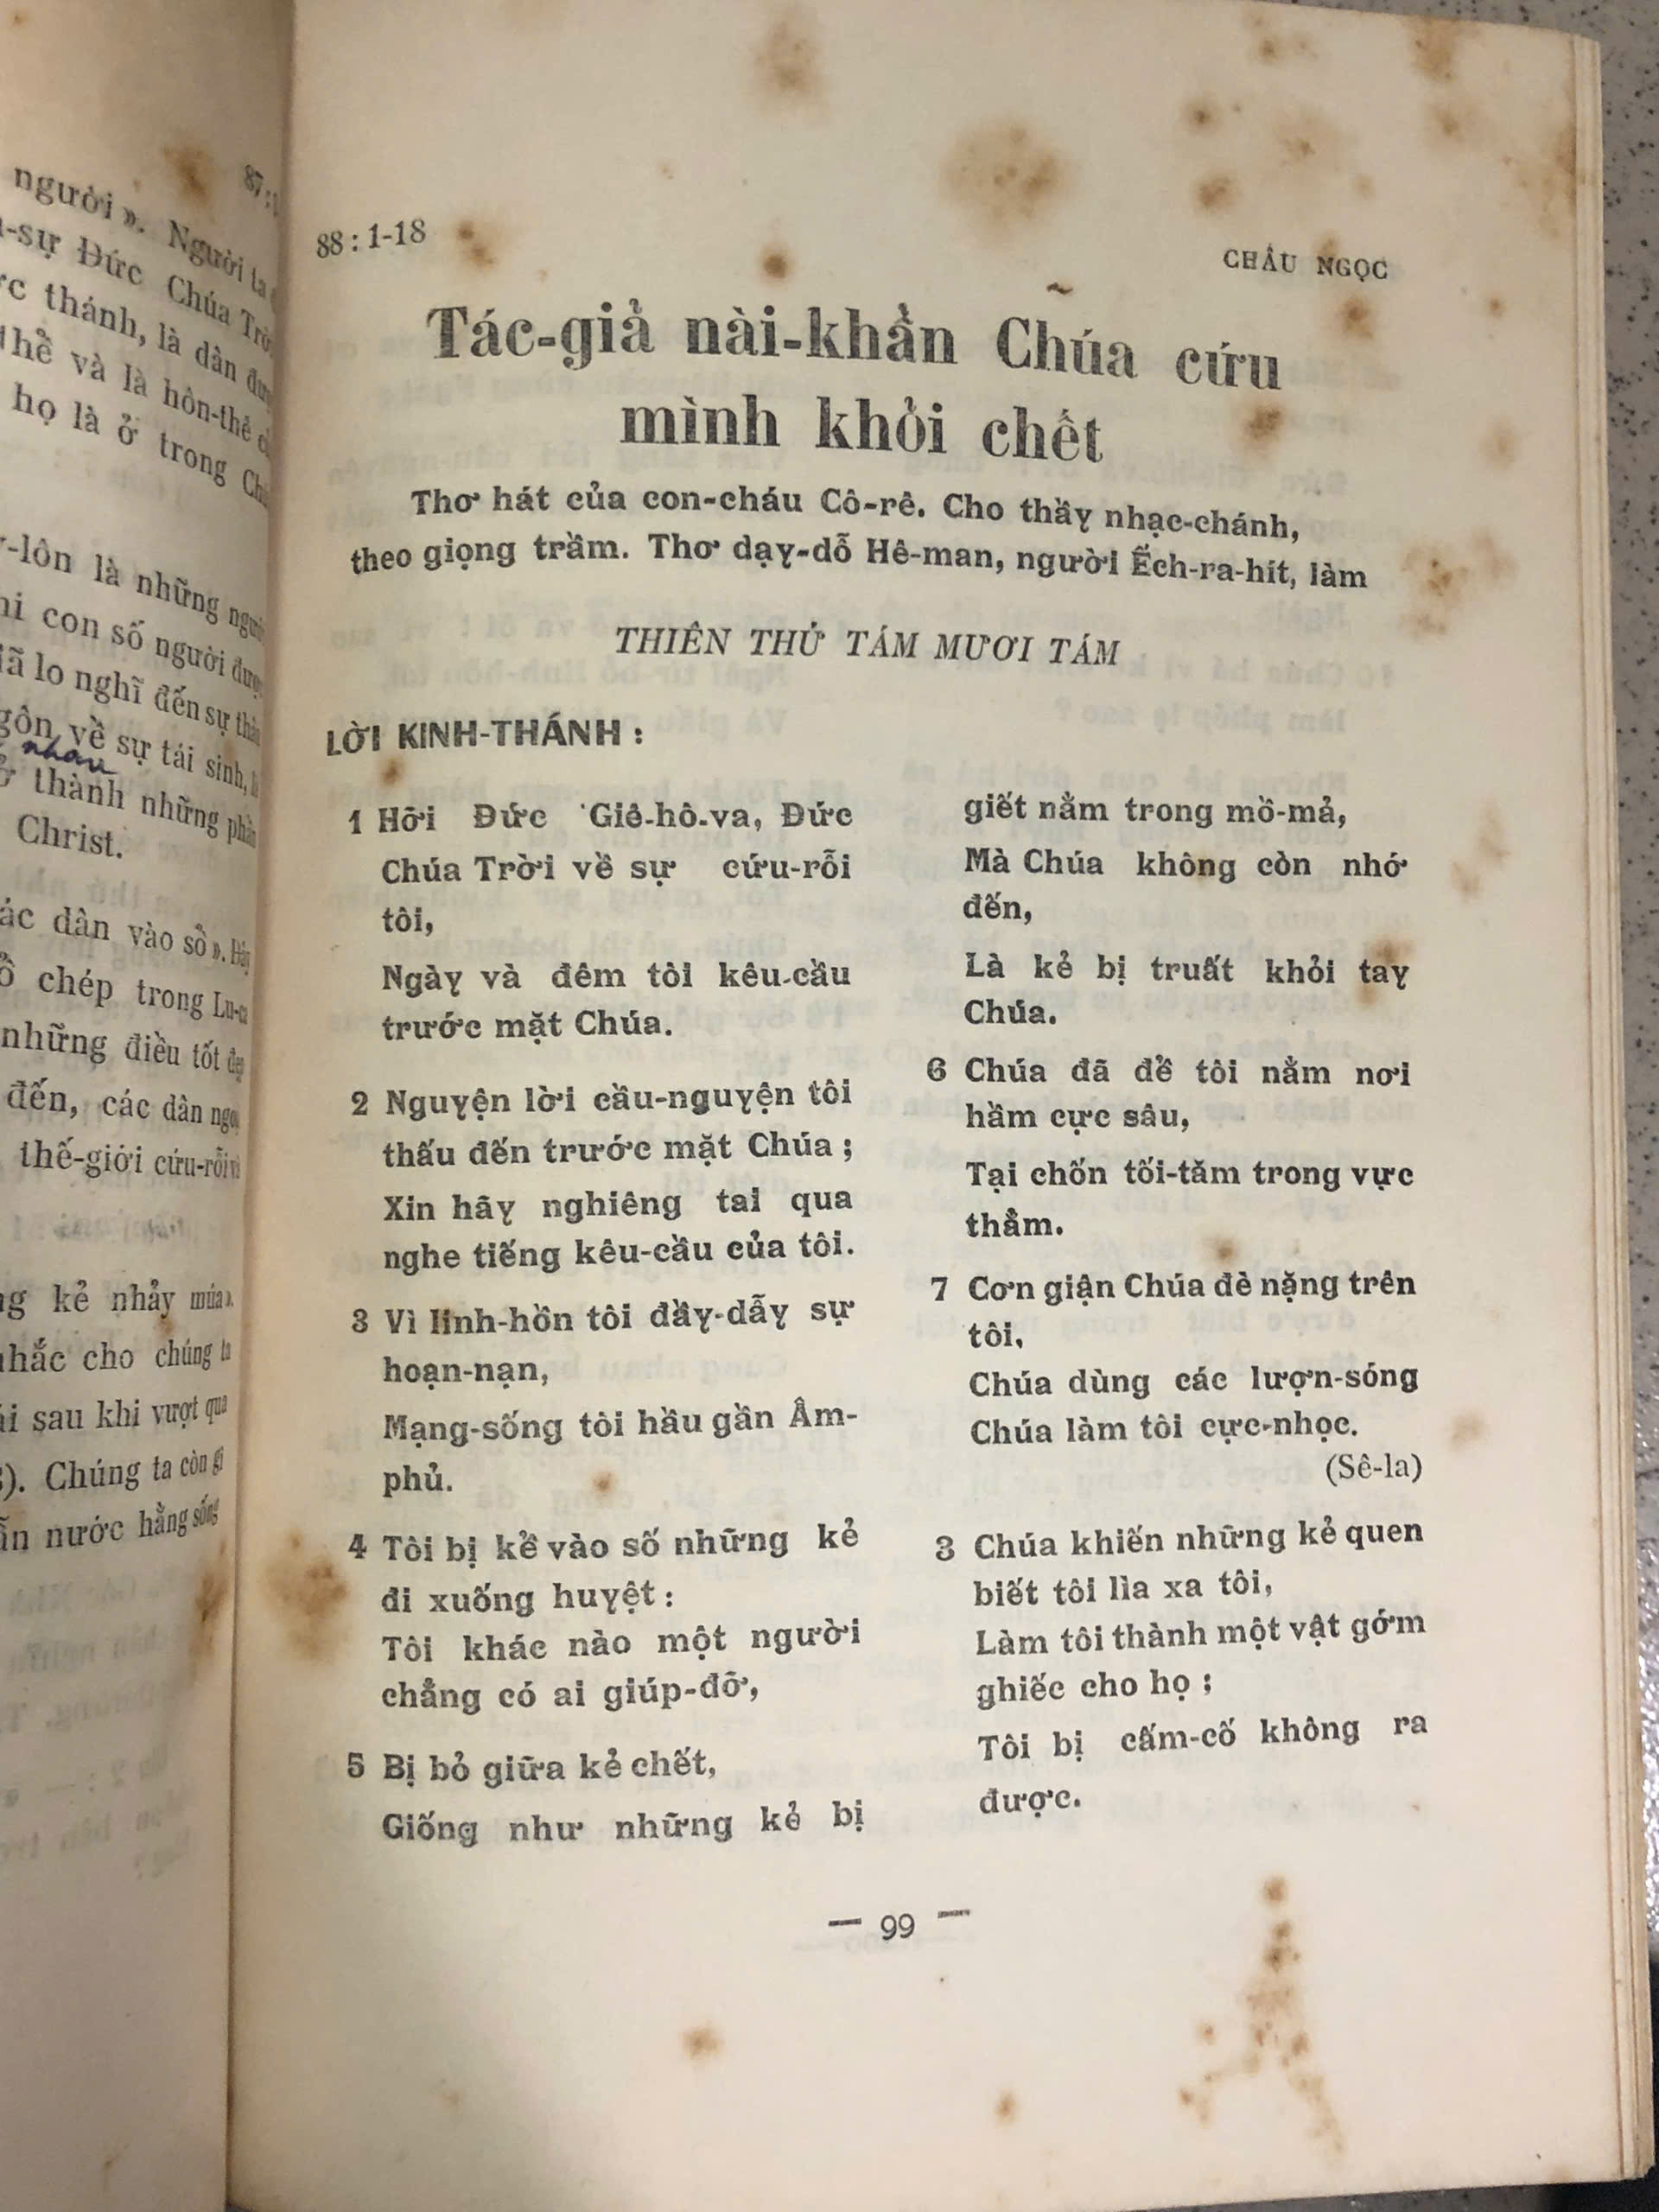 87:
người ». Người ta
-sự Đức Chúa Trời
thánh, là dân
và là hôn-thê
họ là ở trong
-lôn là những người
con số người được
lo nghĩ đến sự
về sự tái sinh,
nhau
thành những phần
Christ.
dân vào sổ ».
chép trong Lu-ca
những điều tốt đẹp
đến, các dân
thế-giới cứu-rỗi
kẻ nhảy múa ».
nhắc cho chúng ta
sau khi vượt qua
). Chúng ta còn
nước hằng sống
88 : 1-18
CHÂU NGỌC
Tác-giả nài-khẩn Chúa cứu
mình khỏi chết
Thơ hát của con-cháu Cô-rê. Cho thầy nhạc-chánh,
theo giọng trầm. Thơ dạy-dỗ Hê-man, người Ếch-ra-hít, làm
THIÊN THỨ TÁM MƯƠI TÁM
LỜI KINH-THÁNH :
1 Hỡi Đức Giê-hô-va, Đức
Chúa Trời về sự cứu-rỗi
tôi,
Ngày và đêm tôi kêu-cầu
trước mặt Chúa.
2 Nguyện lời cầu-nguyện tôi
thấu đến trước mặt Chúa ;
Xin hãy nghiêng tai qua
nghe tiếng kêu-cầu của tôi.
3 Vì linh-hồn tôi đầy-dẫy sự
hoạn-nạn,
Mạng-sống tôi hầu gần Âm-
phủ.
4 Tôi bị kể vào số những kẻ
đi xuống huyệt :
Tôi khác nào một người
chẳng có ai giúp-đỡ,
5 Bị bỏ giữa kẻ chết,
Giống như những kẻ bị
giết nằm trong mồ-mả,
Mà Chúa không còn nhớ
đến,
Là kẻ bị truất khỏi tay
Chúa.
6 Chúa đã để tôi nằm nơi
hầm cực sâu,
Tại chốn tối-tăm trong vực
thẳm.
7 Cơn giận Chúa đè nặng trên
tôi,
Chúa dùng các lượn-sóng
Chúa làm tôi cực-nhọc.
(Sê-la)
3 Chúa khiến những kẻ quen
biết tôi lìa xa tôi,
Làm tôi thành một vật gớm
ghiếc cho họ ;
Tôi bị cấm-cố không ra
được.
— 99 —